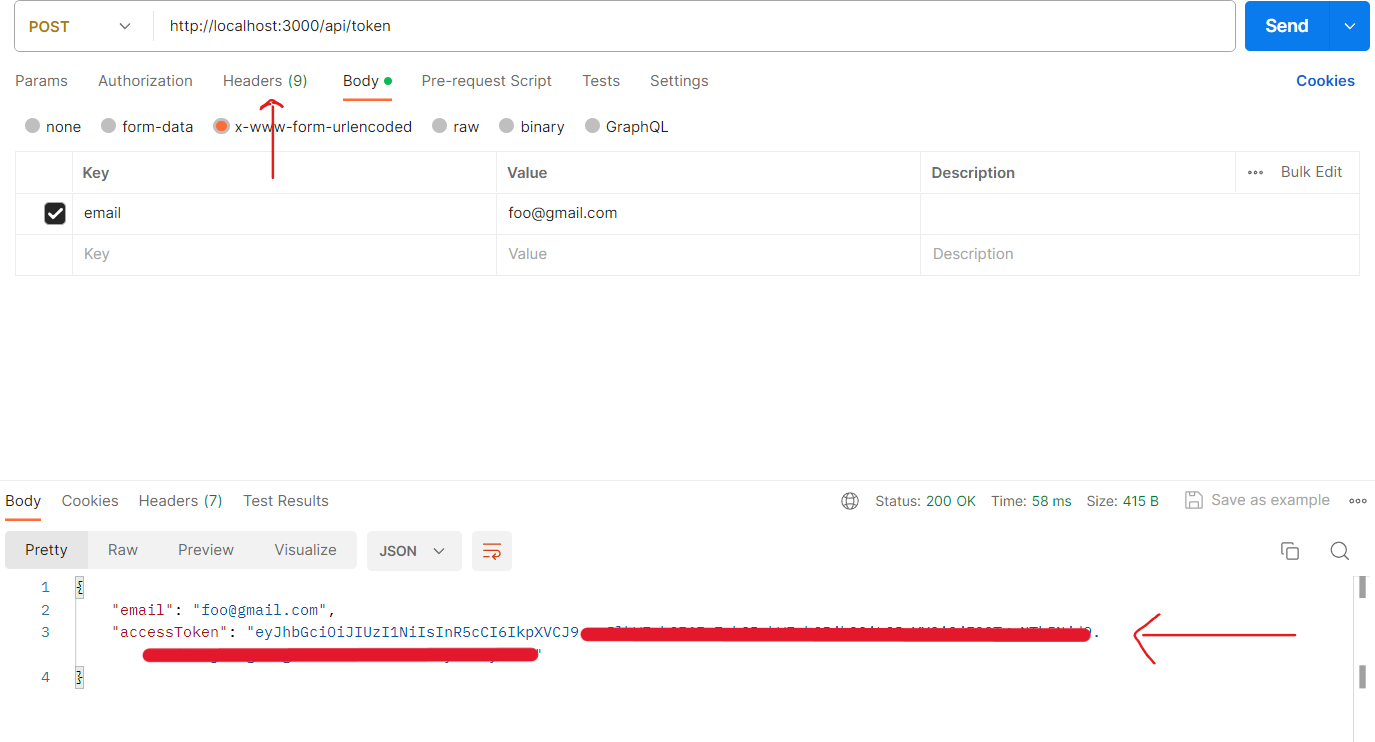 POST http://localhost:3000/api/token Send
Params Authorization Headers (9) Body Pre-request Script Tests Settings Cookies
none form-data x-www-form-urlencoded raw binary GraphQL
Key Value Description Bulk Edit
email foo@gmail.com
Key Value Description
Body Cookies Headers (7) Test Results Status: 200 OK Time: 58 ms Size: 415 B Save as example
Pretty Raw Preview Visualize JSON
1 {
2 "email": "foo@gmail.com",
3 "accessToken": "eyJhbGciOiJIUzI1NiIsInR5cCI6IkpXVCJ9
"
4 }